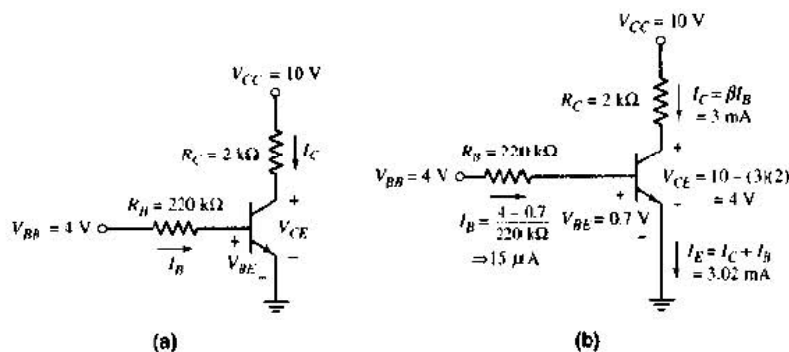 V_CC = 10 V
R_C = 2 kΩ
I_C
R_B = 220 kΩ
V_BB = 4 V
I_B
+
V_BE
−
+
V_CE
−
(a)
V_CC = 10 V
R_C = 2 kΩ
I_C = βI_B
= 3 mA
R_B = 220 kΩ
V_BB = 4 V
+
V_CE = 10 − (3)(2)
= 4 V
−
I_B = 4 − 0.7 / 220 kΩ
⇒ 15 μA
+
V_BE = 0.7 V
−
I_E = I_C + I_B
= 3.02 mA
(b)